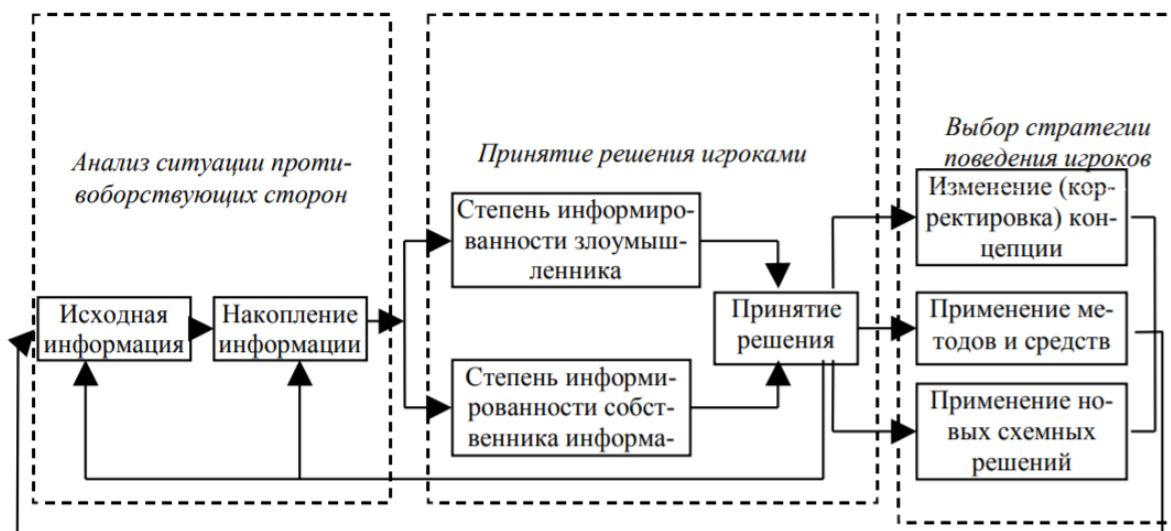 Анализ ситуации проти-
воборствующих сторон
Исходная
информация
Накопление
информации
Принятие решения игроками
Степень информиро-
ванности злоумыш-
ленника
Степень информи-
рованности собст-
венника информа-
Принятие
решения
Выбор стратегии
поведения игроков
Изменение (кор-
ректировка) кон-
цепции
Применение ме-
тодов и средств
Применение но-
вых схемных
решений